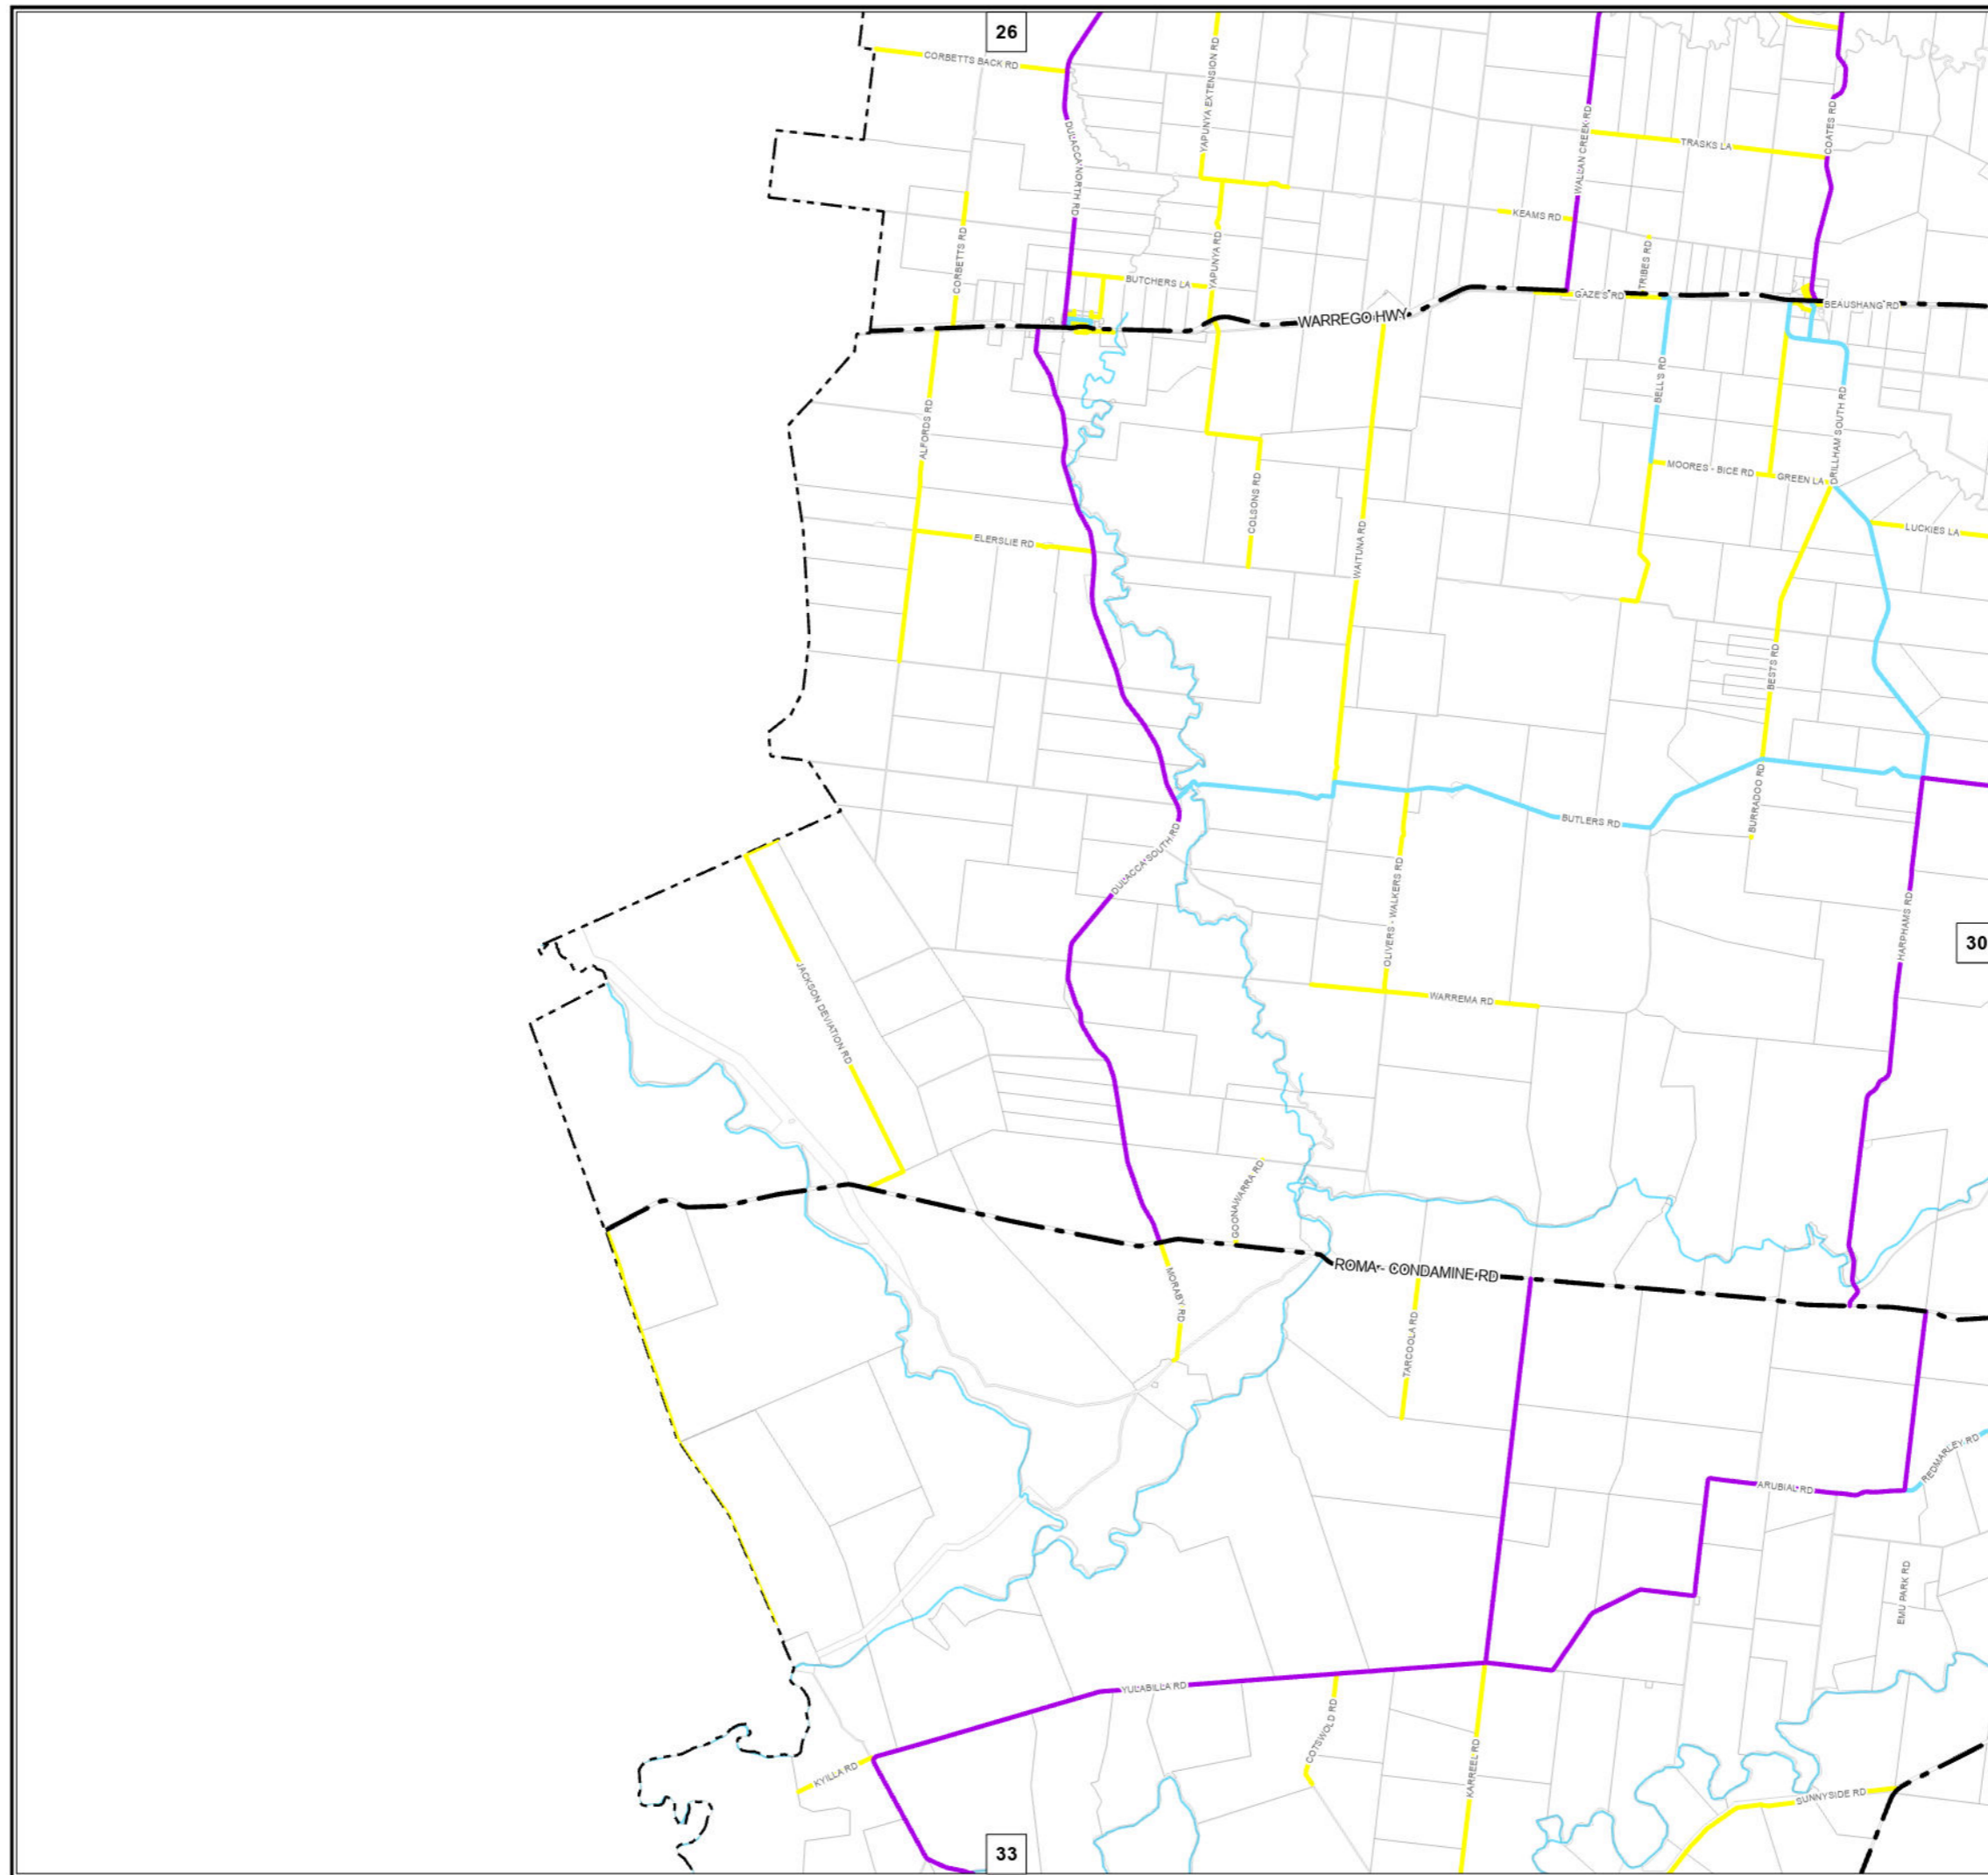 26
CORBETTS BACK RD
YAPUNYA EXTENSION RD
DULACCA NORTH RD
WALLAN CREEK RD
COATES RD
TRASKS LA
KEAMS RD
CORBETTS RD
YAPUNYA RD
TRIBES RD
BUTCHERS LA
GAZE'S RD
BEAUSHANG RD
WARREGO HWY
ALFORDS RD
BELL'S RD
DRILLHAM SOUTH RD
COLSONS RD
MOORES - BICE RD
GREEN LA
LUCKIES LA
ELERSLIE RD
WAITUNA RD
BESTS RD
BURRADOO RD
BUTLERS RD
DULACCA SOUTH RD
OLIVERS - WALKERS RD
HARPHAMS RD
30
JACKSON DEVIATION RD
WARREMA RD
GOONAWARRA RD
ROMA - CONDAMINE RD
MORABY RD
TARCOOLA RD
REDMARLEY RD
ARUBIAL RD
EMU PARK RD
YULABILLA RD
COTSWOLD RD
KARREEL RD
KYILLA RD
SUNNYSIDE RD
33